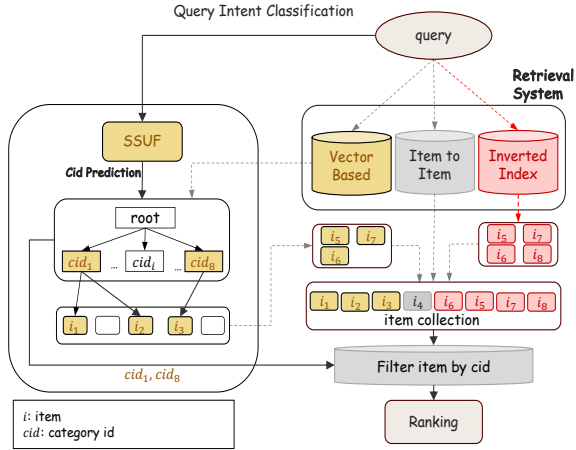 Query Intent Classification
query
Retrieval
System
SSUF
Cid Prediction
Vector
Based
Item to
Item
Inverted
Index
root
cid₁ ... cidᵢ ... cid₈
i₅ i₇
i₆
i₅ i₇
i₆ i₈
i₁ i₂ i₃
i₁ i₂ i₃ i₄ i₆ i₅ i₇ i₈
item collection
cid₁, cid₈
Filter item by cid
Ranking
i: item
cid: category id